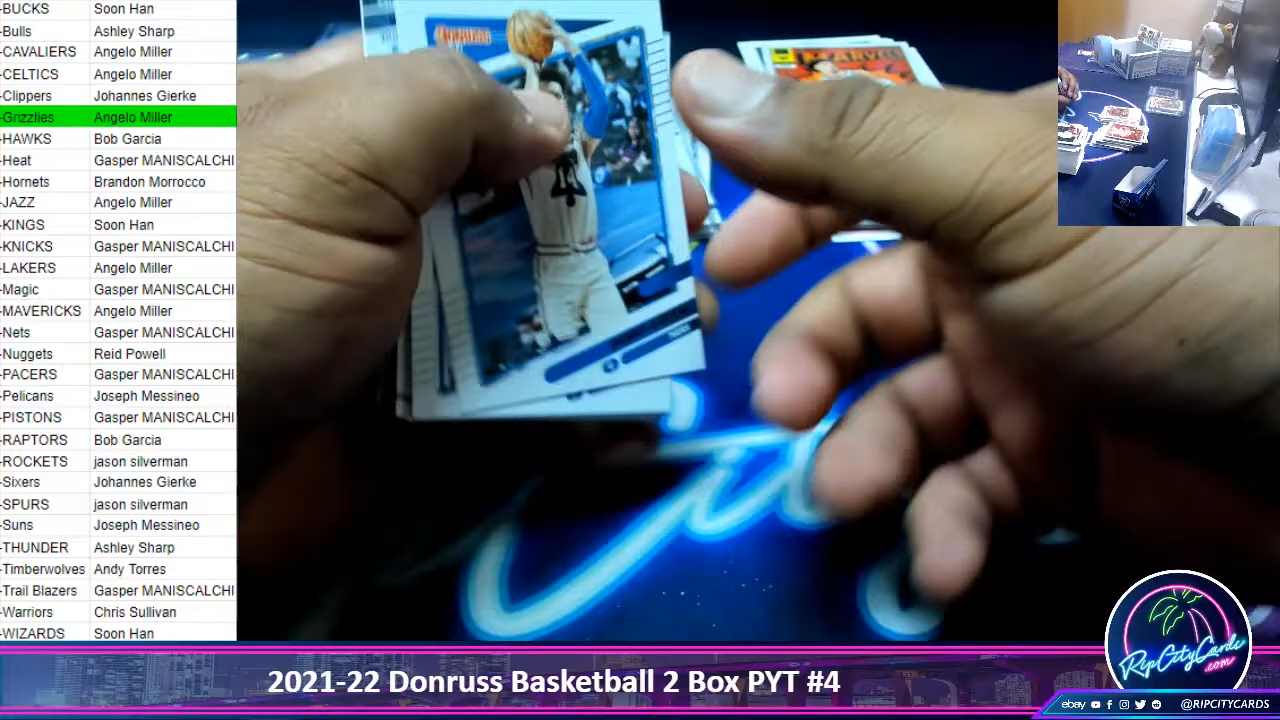 -BUCKS Soon Han
-Bulls Ashley Sharp
-CAVALIERS Angelo Miller
-CELTICS Angelo Miller
-Clippers Johannes Gierke
-Grizzlies Angelo Miller
-HAWKS Bob Garcia
-Heat Gasper MANISCALCHI
-Hornets Brandon Morrocco
-JAZZ Angelo Miller
-KINGS Soon Han
-KNICKS Gasper MANISCALCHI
-LAKERS Angelo Miller
-Magic Gasper MANISCALCHI
-MAVERICKS Angelo Miller
-Nets Gasper MANISCALCHI
-Nuggets Reid Powell
-PACERS Gasper MANISCALCHI
-Pelicans Joseph Messineo
-PISTONS Gasper MANISCALCHI
-RAPTORS Bob Garcia
-ROCKETS jason silverman
-Sixers Johannes Gierke
-SPURS jason silverman
-Suns Joseph Messineo
-THUNDER Ashley Sharp
-Timberwolves Andy Torres
-Trail Blazers Gasper MANISCALCHI
-Warriors Chris Sullivan
-WIZARDS Soon Han
2021-22 Donruss Basketball 2 Box PYT #4
RipCityCards
.com
ebay @RIPCITYCARDS